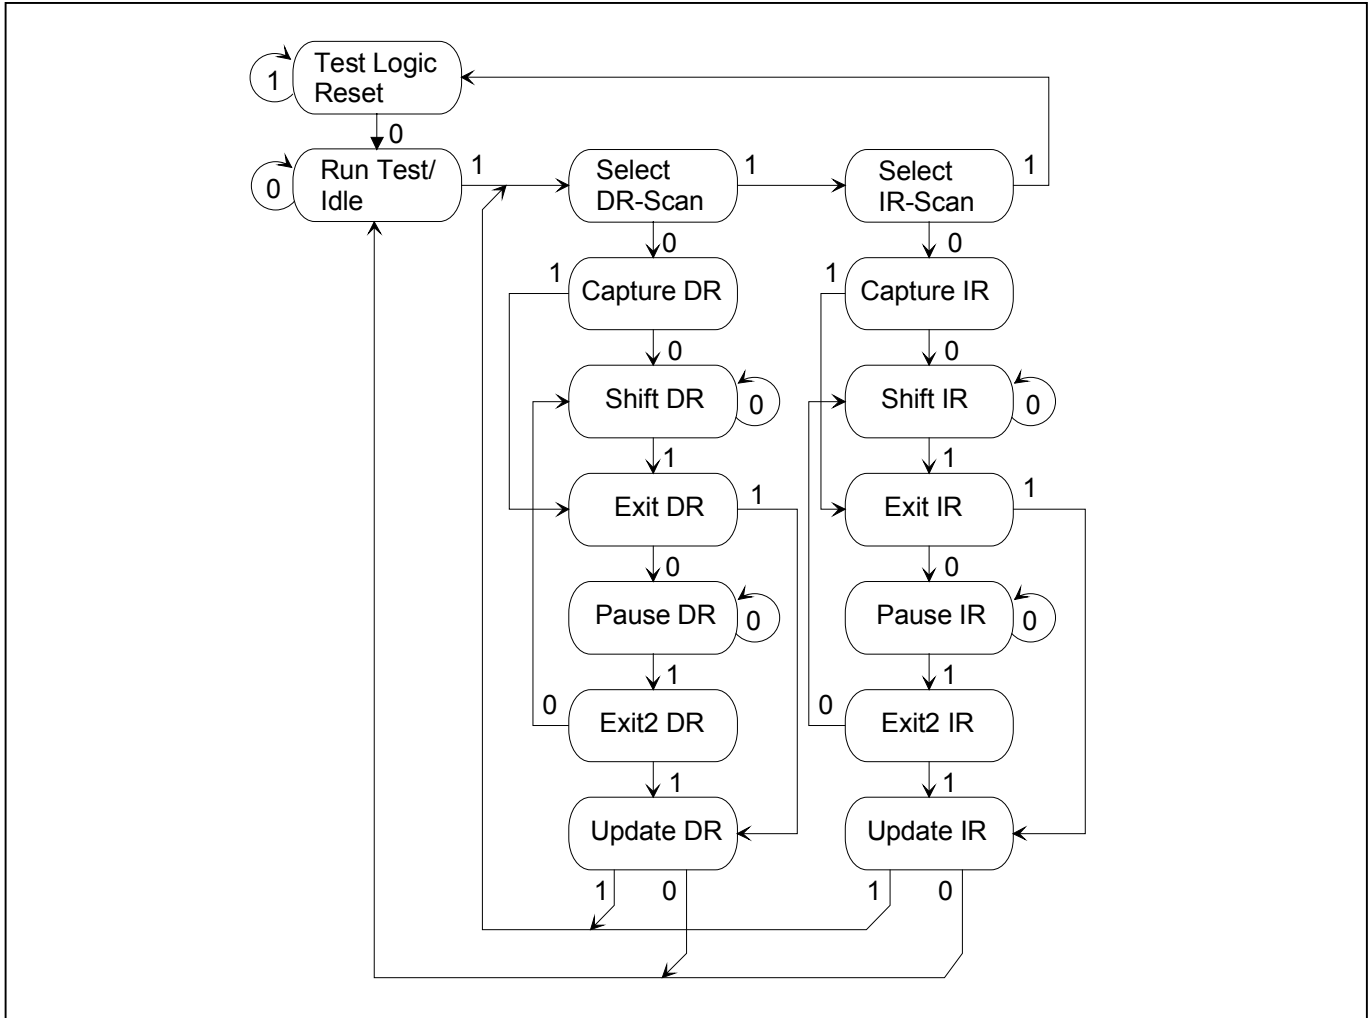 Test Logic
Reset
1
0
Run Test/
Idle
0
1
Select
DR-Scan
1
Select
IR-Scan
1
0
0
1
Capture DR
1
Capture IR
0
0
Shift DR
0
Shift IR
0
1
1
Exit DR
1
Exit IR
1
0
0
Pause DR
0
Pause IR
0
1
1
0
Exit2 DR
0
Exit2 IR
1
1
Update DR
Update IR
1
0
1
0